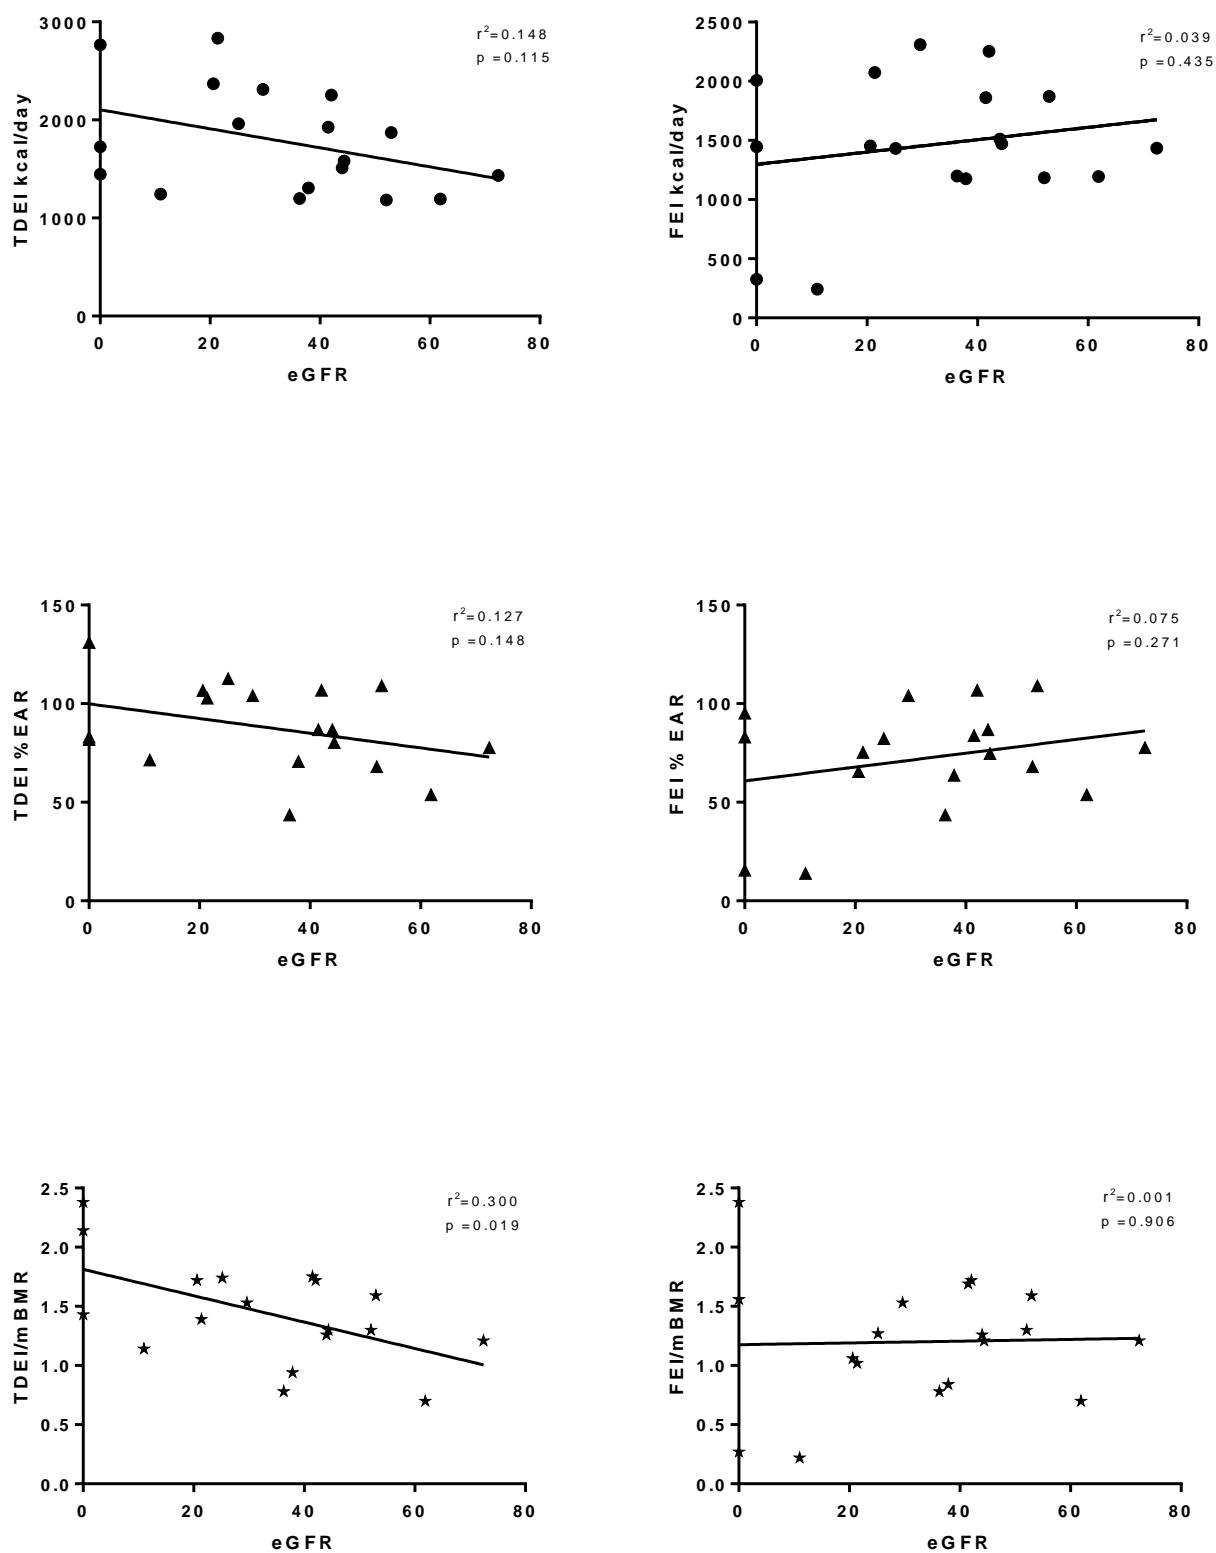 3000
r²=0.148
p =0.115
2000
1000
0
TDEI kcal/day
0 20 40 60 80
eGFR
2500
r²=0.039
p =0.435
2000
1500
1000
500
0
FEI kcal/day
0 20 40 60 80
eGFR
150
r²=0.127
p =0.148
100
50
0
TDEI %EAR
0 20 40 60 80
eGFR
150
r²=0.075
p =0.271
100
50
0
FEI % EAR
0 20 40 60 80
eGFR
2.5
r²=0.300
p =0.019
2.0
1.5
1.0
0.5
0.0
TDEI/mBMR
0 20 40 60 80
eGFR
2.5
r²=0.001
p =0.906
2.0
1.5
1.0
0.5
0.0
FEI/mBMR
0 20 40 60 80
eGFR